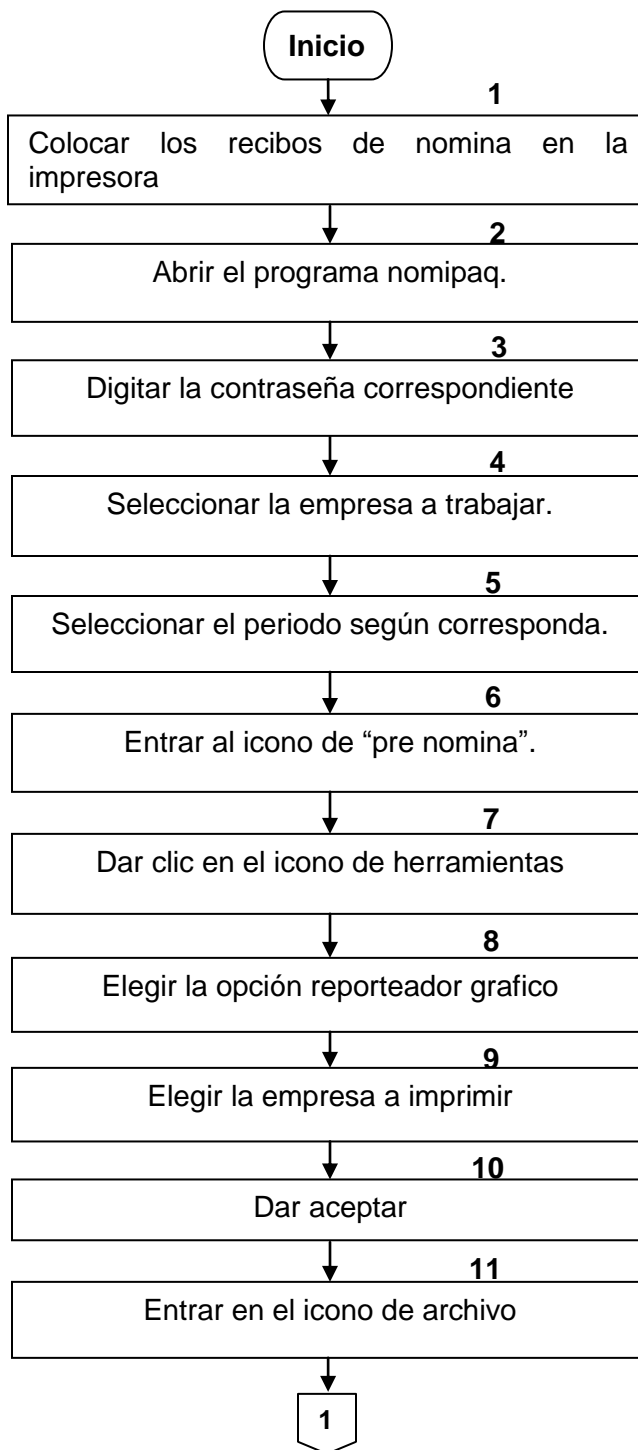 Inicio
1
Colocar los recibos de nomina en la
impresora
2
Abrir el programa nomipaq.
3
Digitar la contraseña correspondiente
4
Seleccionar la empresa a trabajar.
5
Seleccionar el periodo según corresponda.
6
Entrar al icono de “pre nomina”.
7
Dar clic en el icono de herramientas
8
Elegir la opción reporteador grafico
9
Elegir la empresa a imprimir
10
Dar aceptar
11
Entrar en el icono de archivo
1